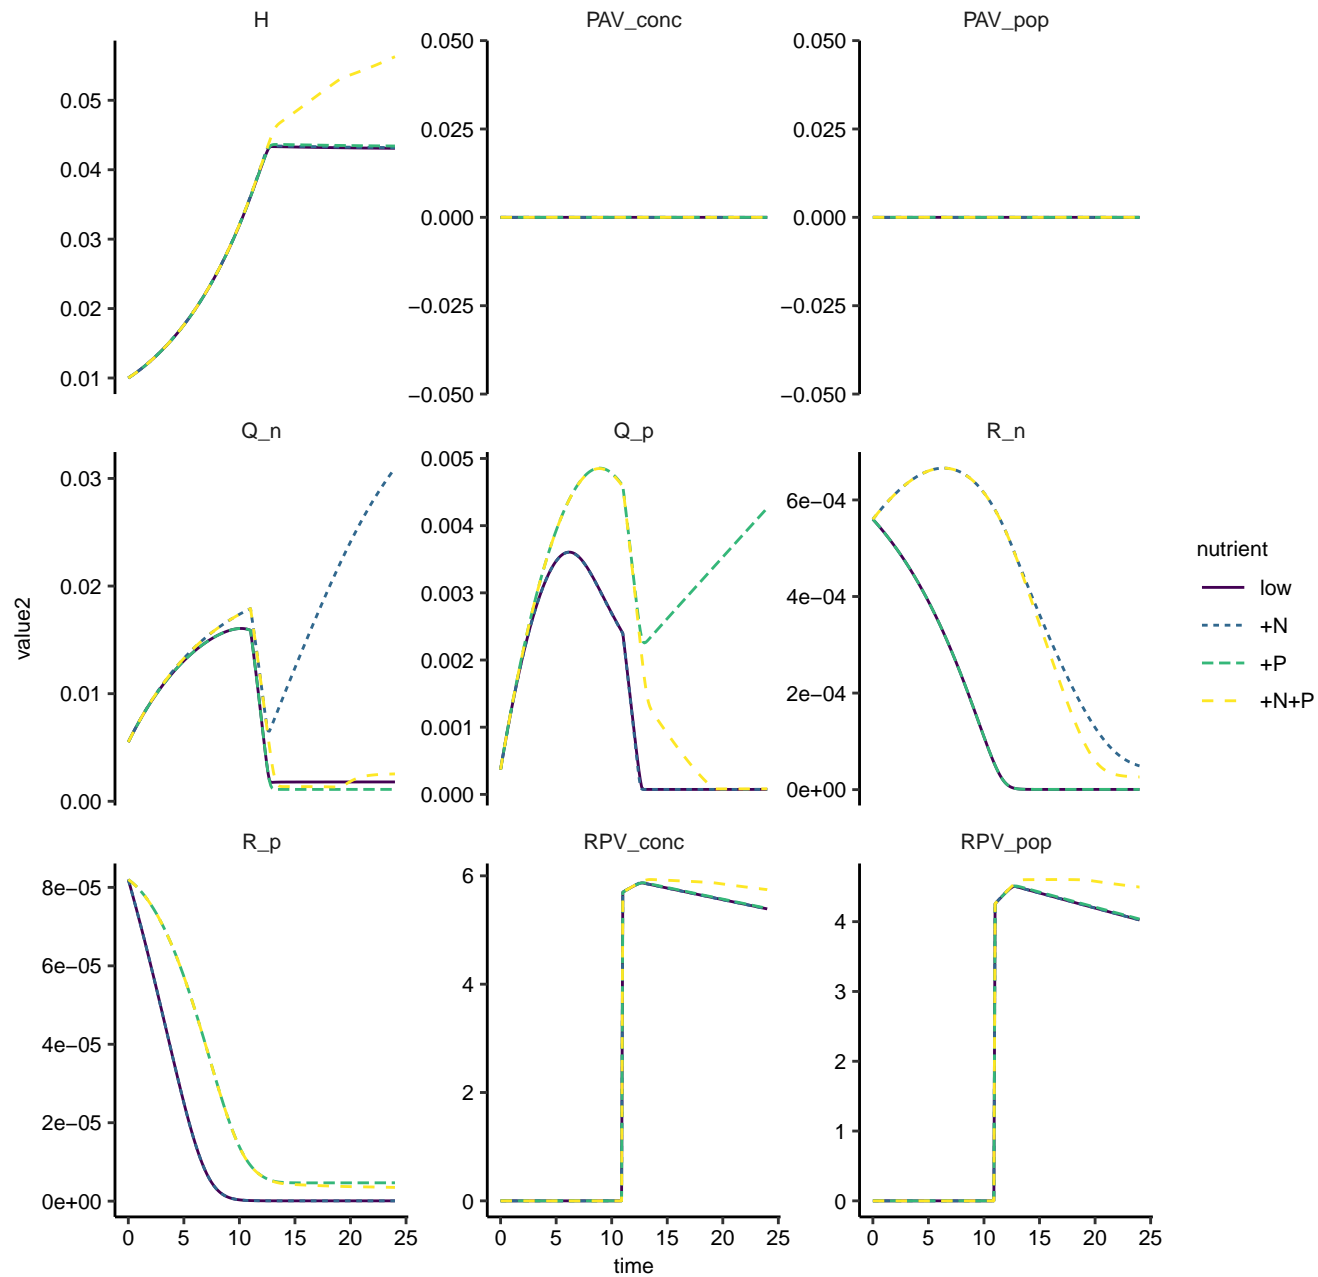 H PAV_conc PAV_pop
0.05
0.04
0.03
0.02
0.01
0.050
0.025
0.000
−0.025
−0.050
0.050
0.025
0.000
−0.025
−0.050
Q_n Q_p R_n
0.03
0.02
0.01
0.00
0.005
0.004
0.003
0.002
0.001
0.000
6e−04
4e−04
2e−04
0e+00
R_p RPV_conc RPV_pop
8e−05
6e−05
4e−05
2e−05
0e+00
6
4
2
0
4
3
2
1
0
0 5 10 15 20 25
0 5 10 15 20 25
0 5 10 15 20 25
time
value2
nutrient
low
+N
+P
+N+P